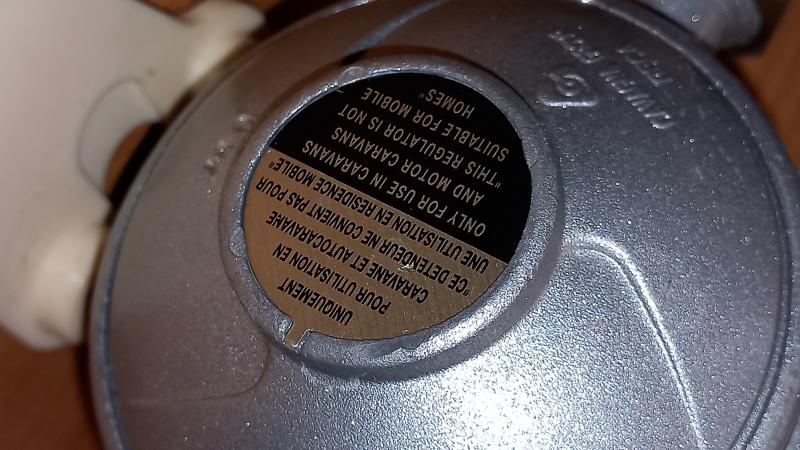 UNIQUEMENT
POUR UTILISATION EN
CARAVANE ET AUTOCARAVANE
"CE DETENDEUR NE CONVIENT PAS POUR
UNE UTILISATION EN RESIDENCE MOBILE"
ONLY FOR USE IN CARAVANS
AND MOTOR CARAVANS
"THIS REGULATOR IS NOT
SUITABLE FOR MOBILE
HOMES"